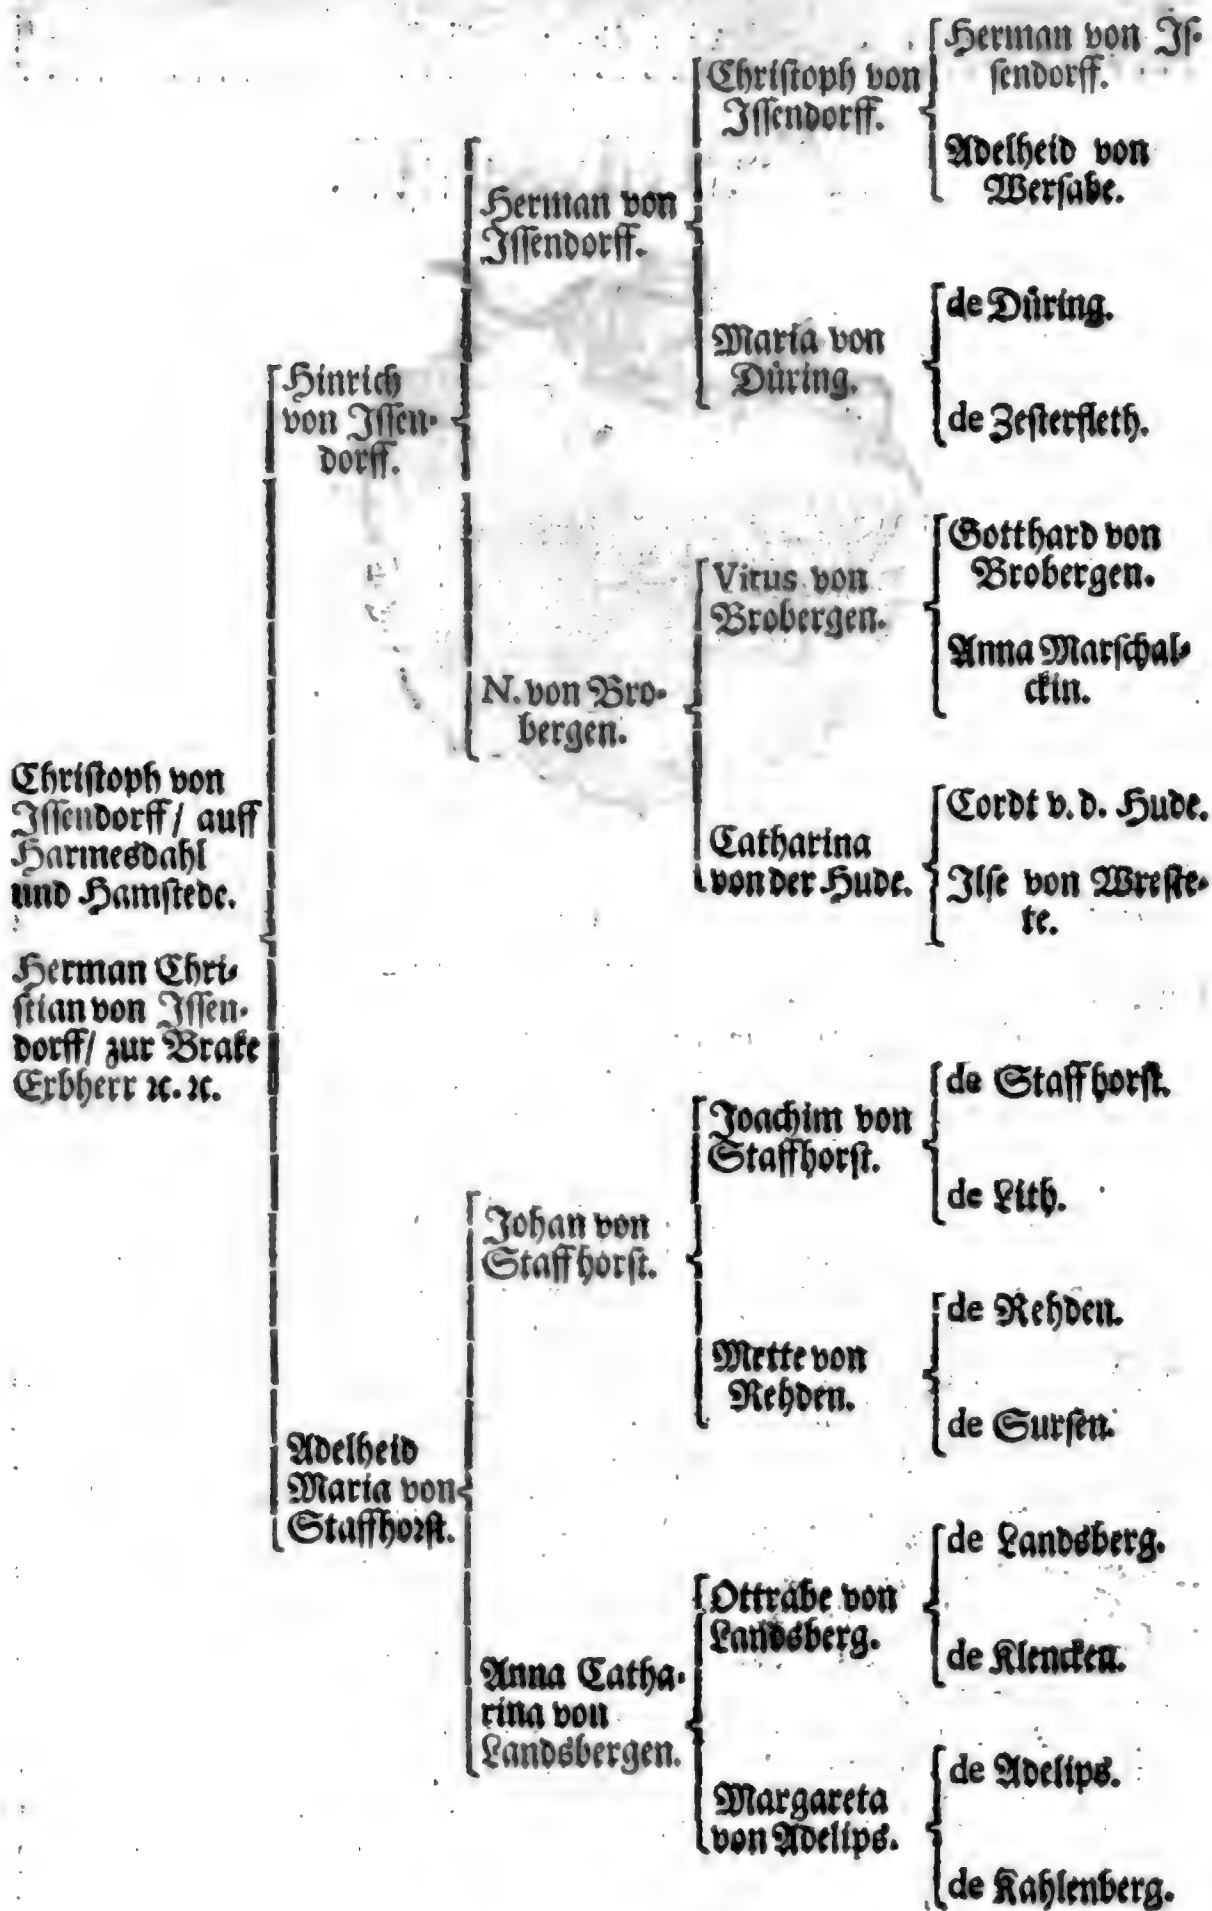 Christoph von
Issendorff / auff
Harmesdahl
und Hamstede.
Herman Chri-
stian von Issen-
dorff / zur Brake
Erbherr ꝛc. ꝛc.
Hinrich
von Issen-
dorff.
Adelheid
Maria von
Staffhorst.
Herman von
Issendorff.
N. von Bro-
bergen.
Johan von
Staffhorst.
Anna Catha-
rina von
Landsbergen.
Christoph von
Issendorff.
Maria von
Düring.
Vitus von
Brobergen.
Catharina
von der Hude.
Joachim von
Staffhorst.
Mette von
Rehden.
Ottrabe von
Landsberg.
Margareta
von Adelips.
Herman von Is-
sendorff.
Adelheid von
Wersabe.
de Düring.
de Zesterfleth.
Gotthard von
Brobergen.
Anna Marschal-
ckin.
Cordt v. d. Hude.
Ilse von Wreste-
te.
de Staffhorst.
de Lith.
de Rehden.
de Sursen.
de Landsberg.
de Klencken.
de Adelips.
de Kahlenberg.